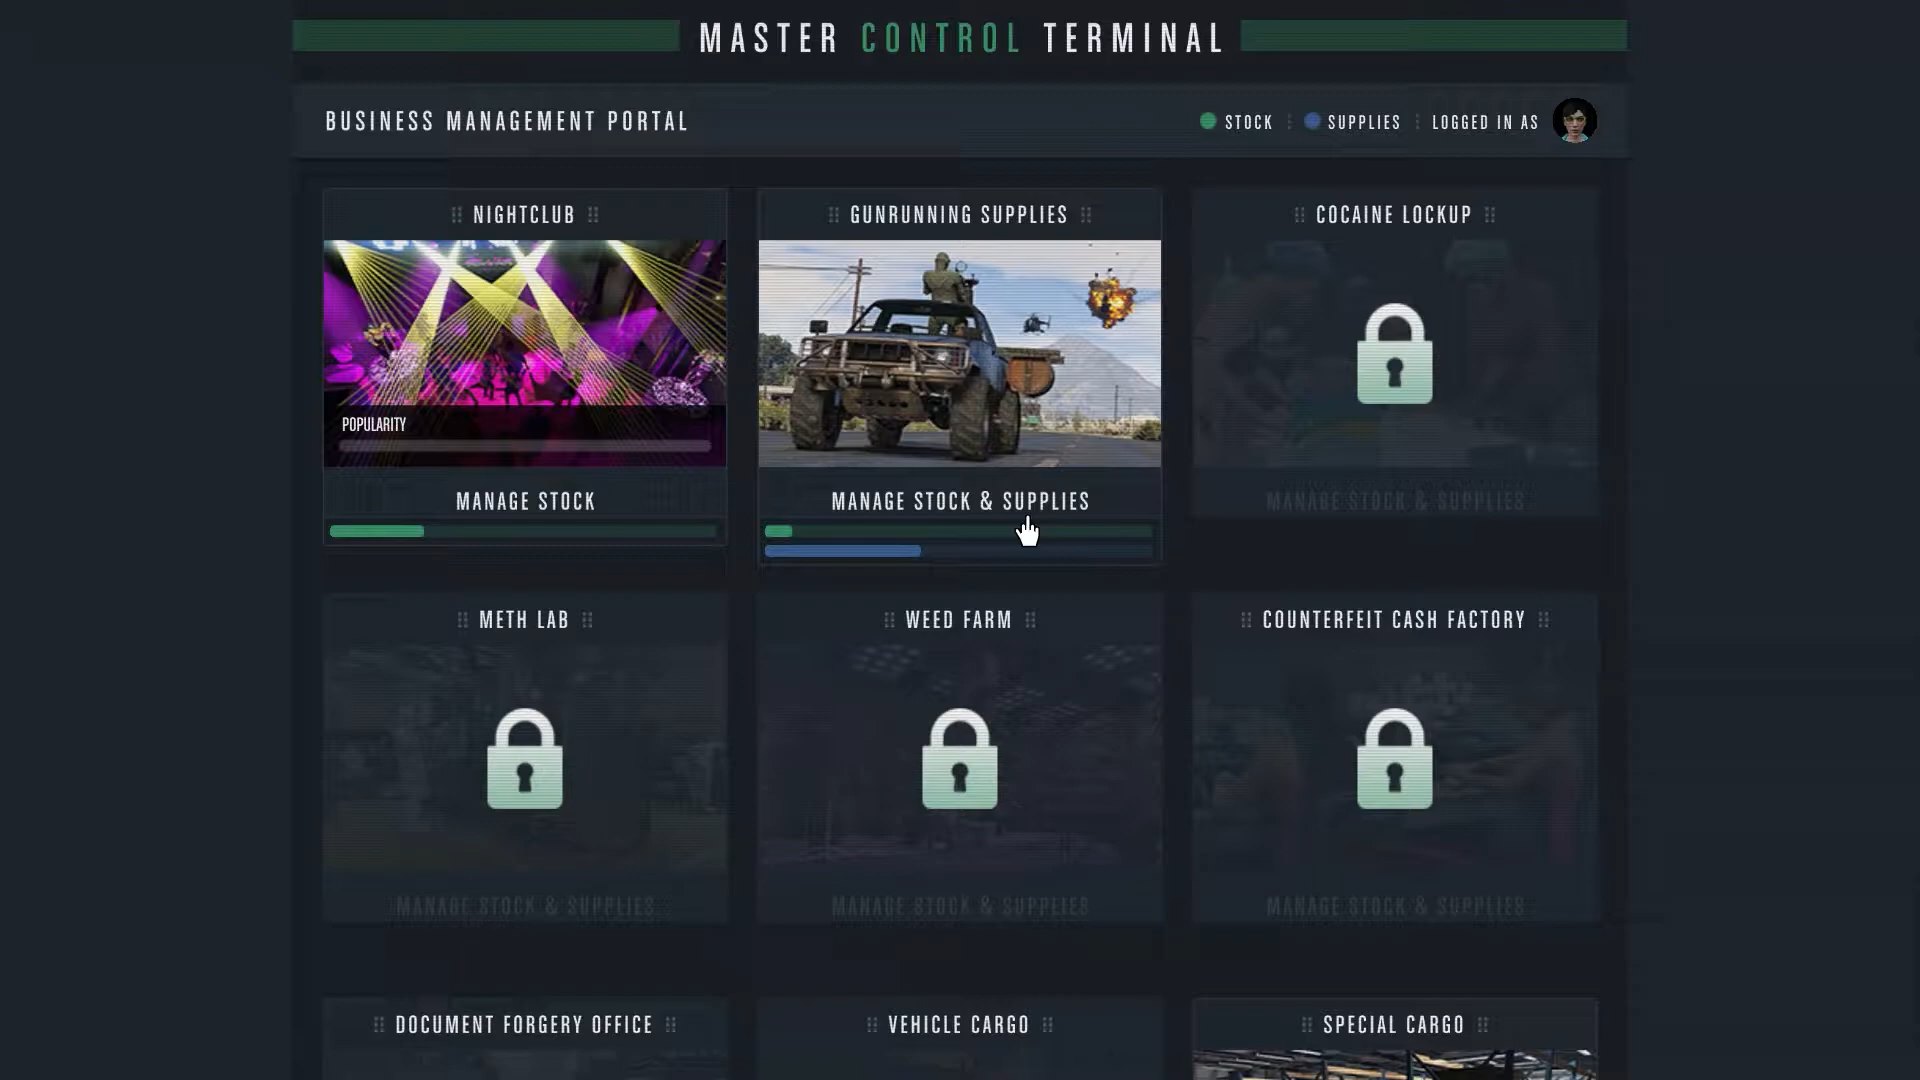 MASTER CONTROL TERMINAL
BUSINESS MANAGEMENT PORTAL
STOCK
SUPPLIES
LOGGED IN AS
NIGHTCLUB
GUNRUNNING SUPPLIES
COCAINE LOCKUP
POPULARITY
MANAGE STOCK
MANAGE STOCK & SUPPLIES
MANAGE STOCK & SUPPLIES
METH LAB
WEED FARM
COUNTERFEIT CASH FACTORY
MANAGE STOCK & SUPPLIES
MANAGE STOCK & SUPPLIES
MANAGE STOCK & SUPPLIES
DOCUMENT FORGERY OFFICE
VEHICLE CARGO
SPECIAL CARGO